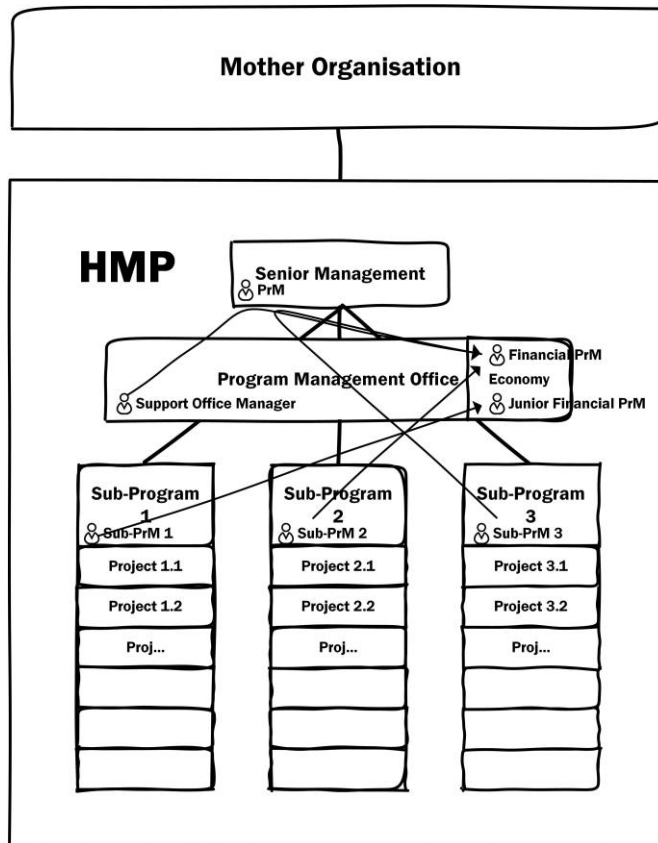 Mother Organisation
HMP
Senior Management
PrM
Program Management Office
Support Office Manager
Financial PrM
Economy
Junior Financial PrM
Sub-Program
1
Sub-PrM 1
Project 1.1
Project 1.2
Proj...
Sub-Program
2
Sub-PrM 2
Project 2.1
Project 2.2
Proj...
Sub-Program
3
Sub-PrM 3
Project 3.1
Project 3.2
Proj...